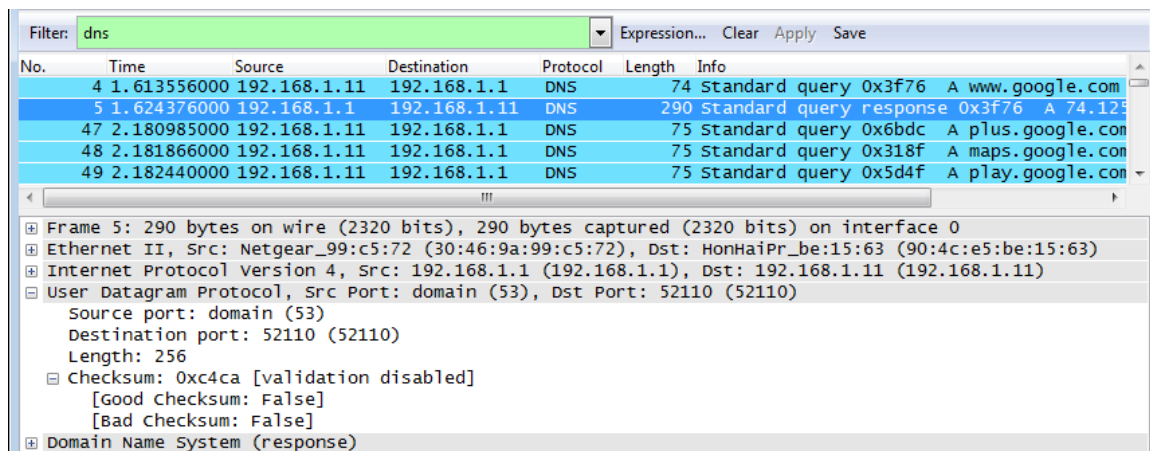 Filter: dns Expression... Clear Apply Save
No. Time Source Destination Protocol Length Info
4 1.613556000 192.168.1.11 192.168.1.1 DNS 74 Standard query 0x3f76 A www.google.com
5 1.624376000 192.168.1.1 192.168.1.11 DNS 290 Standard query response 0x3f76 A 74.125
47 2.180985000 192.168.1.11 192.168.1.1 DNS 75 Standard query 0x6bdc A plus.google.com
48 2.181866000 192.168.1.11 192.168.1.1 DNS 75 Standard query 0x318f A maps.google.com
49 2.182440000 192.168.1.11 192.168.1.1 DNS 75 Standard query 0x5d4f A play.google.com
Frame 5: 290 bytes on wire (2320 bits), 290 bytes captured (2320 bits) on interface 0
Ethernet II, Src: Netgear_99:c5:72 (30:46:9a:99:c5:72), Dst: HonHaiPr_be:15:63 (90:4c:e5:be:15:63)
Internet Protocol Version 4, Src: 192.168.1.1 (192.168.1.1), Dst: 192.168.1.11 (192.168.1.11)
User Datagram Protocol, Src Port: domain (53), Dst Port: 52110 (52110)
Source port: domain (53)
Destination port: 52110 (52110)
Length: 256
Checksum: 0xc4ca [validation disabled]
[Good Checksum: False]
[Bad Checksum: False]
Domain Name System (response)